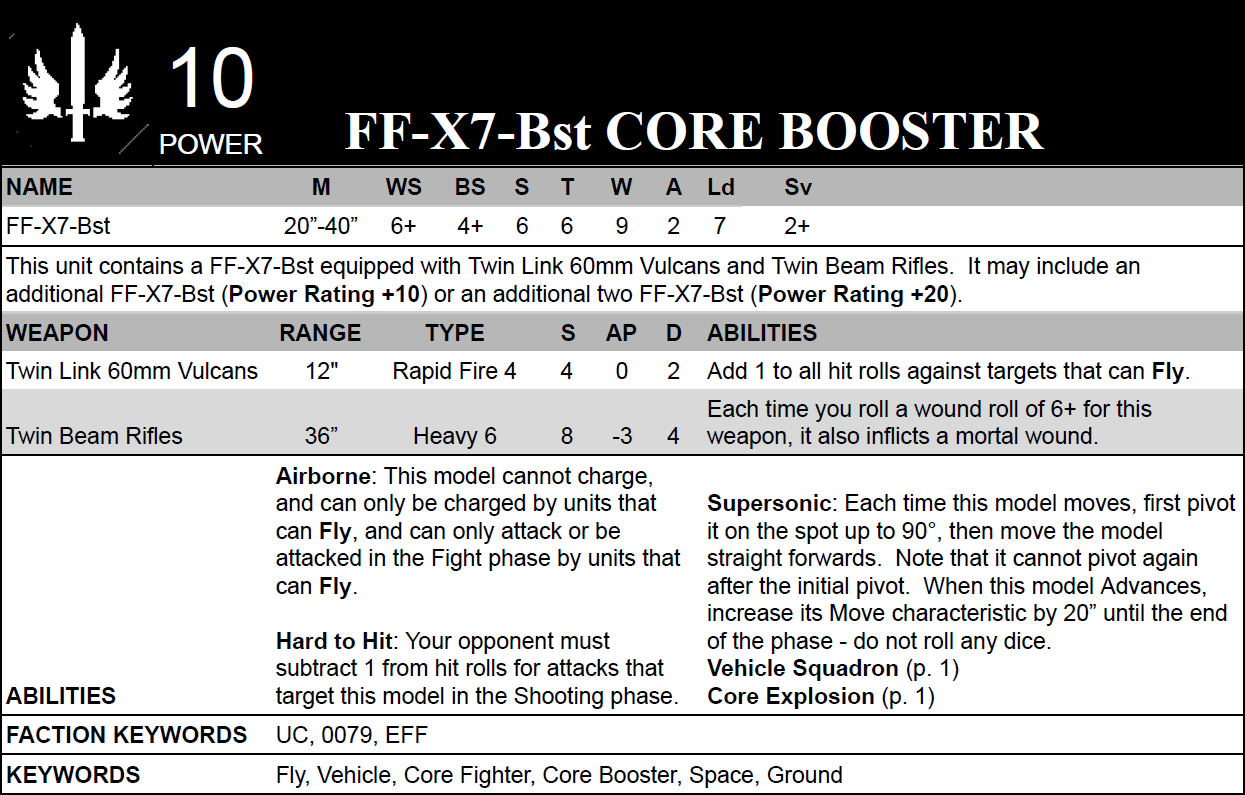 10
POWER
FF-X7-Bst CORE BOOSTER
NAME M WS BS S T W A Ld Sv
FF-X7-Bst 20”-40” 6+ 4+ 6 6 9 2 7 2+
This unit contains a FF-X7-Bst equipped with Twin Link 60mm Vulcans and Twin Beam Rifles. It may include an
additional FF-X7-Bst (Power Rating +10) or an additional two FF-X7-Bst (Power Rating +20).
WEAPON RANGE TYPE S AP D ABILITIES
Twin Link 60mm Vulcans 12" Rapid Fire 4 4 0 2 Add 1 to all hit rolls against targets that can Fly.
Each time you roll a wound roll of 6+ for this
Twin Beam Rifles 36” Heavy 6 8 -3 4 weapon, it also inflicts a mortal wound.
ABILITIES
Airborne: This model cannot charge,
and can only be charged by units that
can Fly, and can only attack or be
attacked in the Fight phase by units that
can Fly.
Hard to Hit: Your opponent must
subtract 1 from hit rolls for attacks that
target this model in the Shooting phase.
Supersonic: Each time this model moves, first pivot
it on the spot up to 90°, then move the model
straight forwards. Note that it cannot pivot again
after the initial pivot. When this model Advances,
increase its Move characteristic by 20” until the end
of the phase - do not roll any dice.
Vehicle Squadron (p. 1)
Core Explosion (p. 1)
FACTION KEYWORDS UC, 0079, EFF
KEYWORDS Fly, Vehicle, Core Fighter, Core Booster, Space, Ground